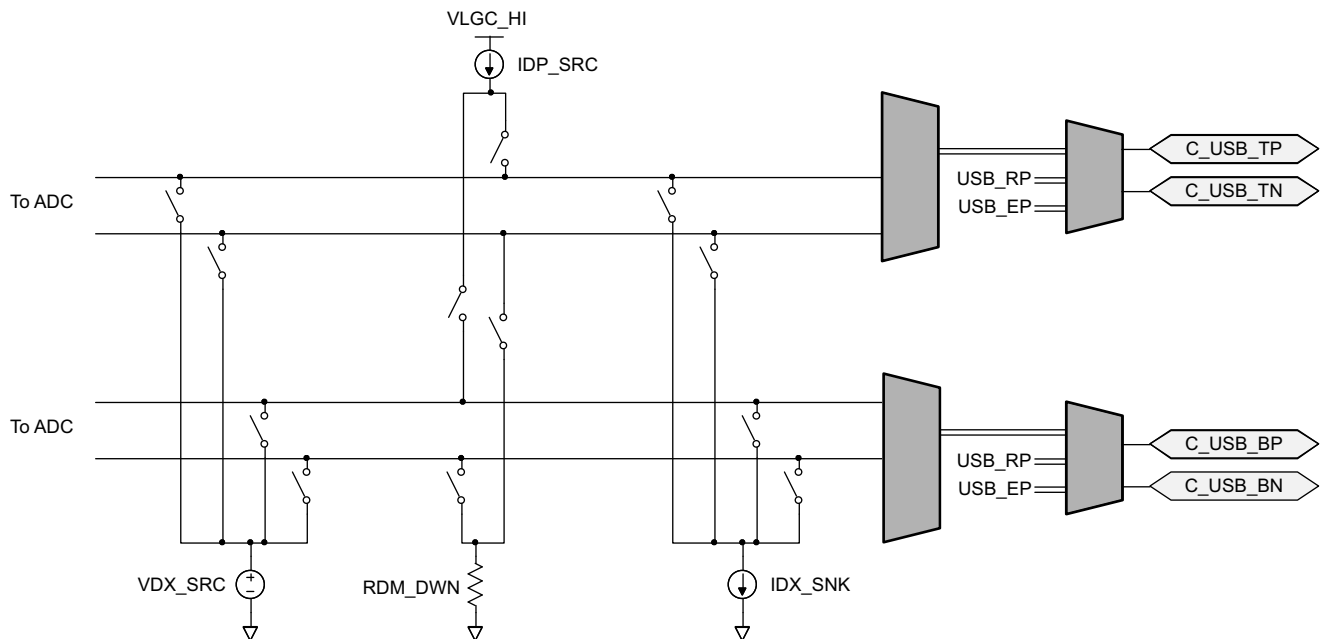 VLGC_HI
IDP_SRC
C_USB_TP
To ADC
USB_RP
C_USB_TN
USB_EP
To ADC
C_USB_BP
USB_RP
USB_EP
C_USB_BN
VDX_SRC
+
−
RDM_DWN
IDX_SNK